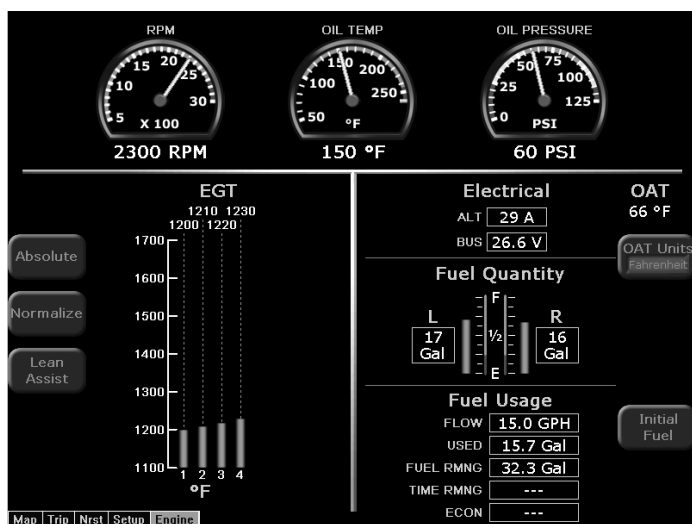 RPM OIL TEMP OIL PRESSURE
5 10 15 20 25 30 X 100
50 100 150 200 250 °F
0 25 50 75 100 125 PSI
2300 RPM 150 °F 60 PSI
EGT
1210 1230
1200 1220
1700
1600
1500
1400
1300
1200
1100
1 2 3 4
°F
Absolute
Normalize
Lean
Assist
Electrical
ALT 29 A
BUS 26.6 V
OAT
66 °F
OAT Units
Fahrenheit
Fuel Quantity
L F R
17 Gal ½ 16 Gal
E
Fuel Usage
FLOW 15.0 GPH
USED 15.7 Gal
FUEL RMNG 32.3 Gal
TIME RMNG ---
ECON ---
Initial
Fuel
Map Trip Nrst Setup Engine